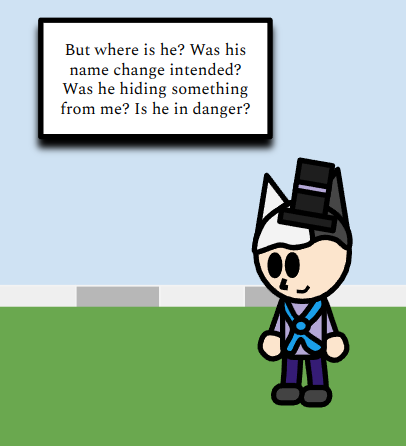 But where is he? Was his
name change intended?
Was he hiding something
from me? Is he in danger?